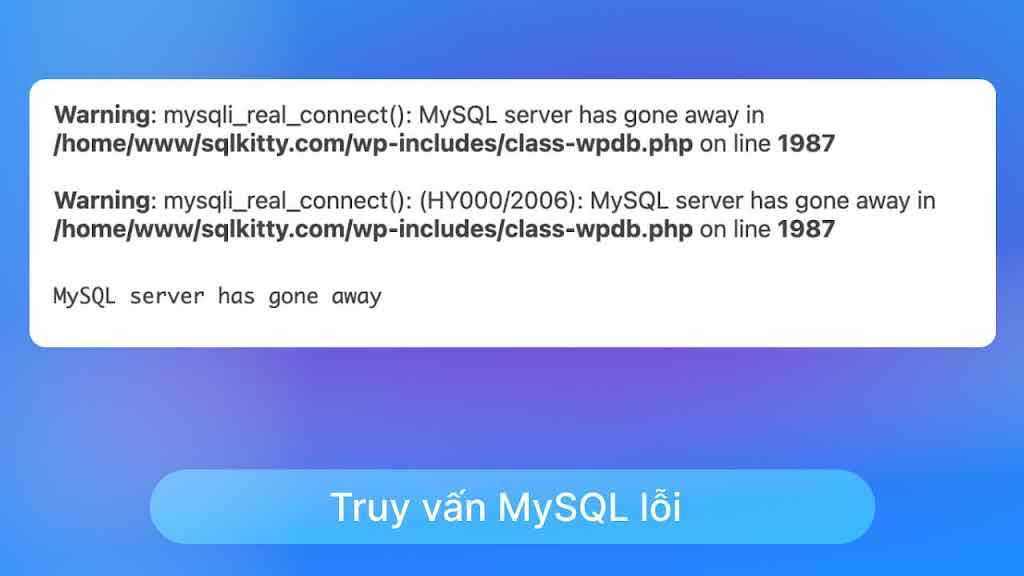 Warning: mysqli_real_connect(): MySQL server has gone away in
/home/www/sqlkitty.com/wp-includes/class-wpdb.php on line 1987
Warning: mysqli_real_connect(): (HY000/2006): MySQL server has gone away in
/home/www/sqlkitty.com/wp-includes/class-wpdb.php on line 1987
MySQL server has gone away
Truy vấn MySQL lỗi